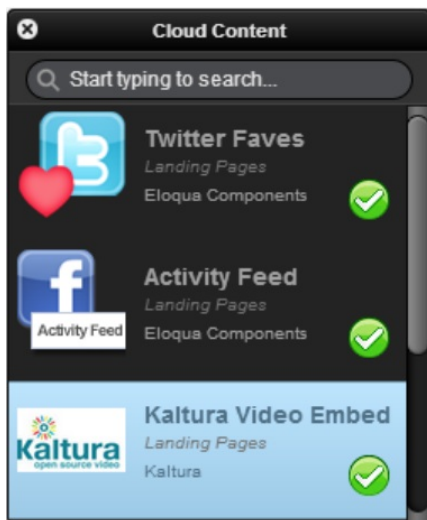 Cloud Content
Start typing to search...
Twitter Faves
Landing Pages
Eloqua Components
Activity Feed
Landing Pages
Activity Feed
Eloqua Components
Kaltura Video Embed
Kaltura
open source video
Landing Pages
Kaltura